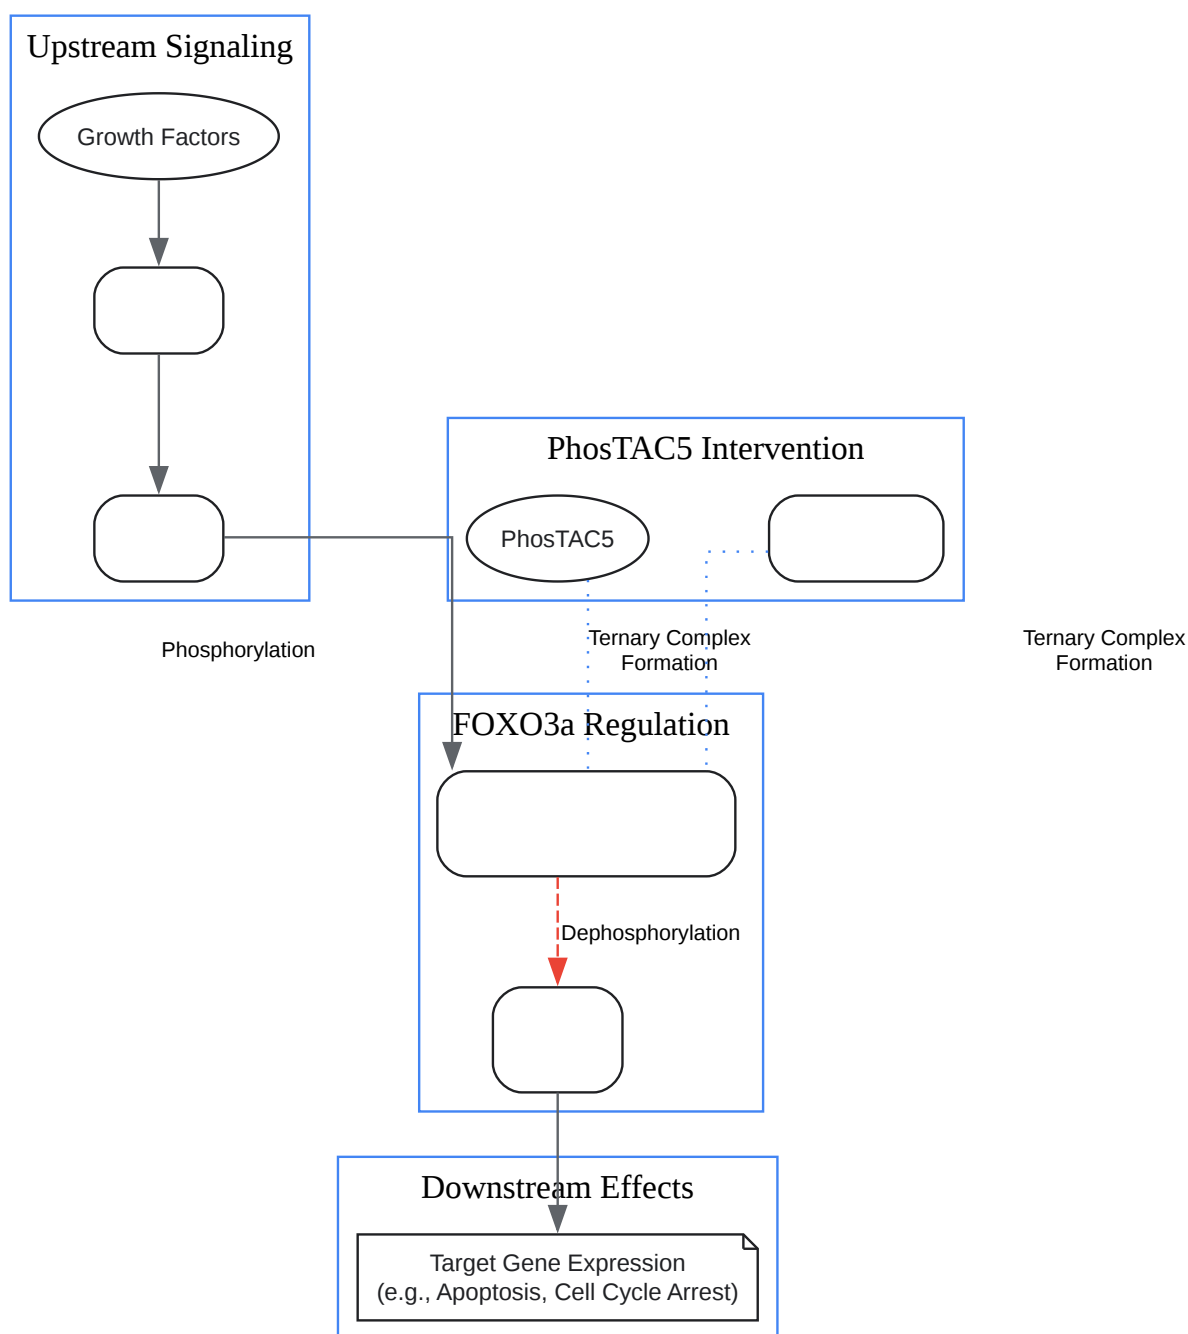 Upstream Signaling
Growth Factors
PhosTAC5 Intervention
PhosTAC5
Phosphorylation
Ternary Complex
Formation
Ternary Complex
Formation
FOXO3a Regulation
Dephosphorylation
Downstream Effects
Target Gene Expression
(e.g., Apoptosis, Cell Cycle Arrest)